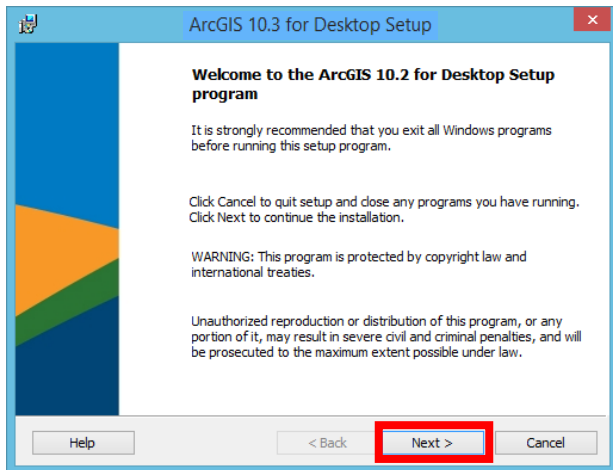 ArcGIS 10.3 for Desktop Setup
Welcome to the ArcGIS 10.2 for Desktop Setup
program
It is strongly recommended that you exit all Windows programs
before running this setup program.
Click Cancel to quit setup and close any programs you have running.
Click Next to continue the installation.
WARNING: This program is protected by copyright law and
international treaties.
Unauthorized reproduction or distribution of this program, or any
portion of it, may result in severe civil and criminal penalties, and will
be prosecuted to the maximum extent possible under law.
Help < Back Next > Cancel